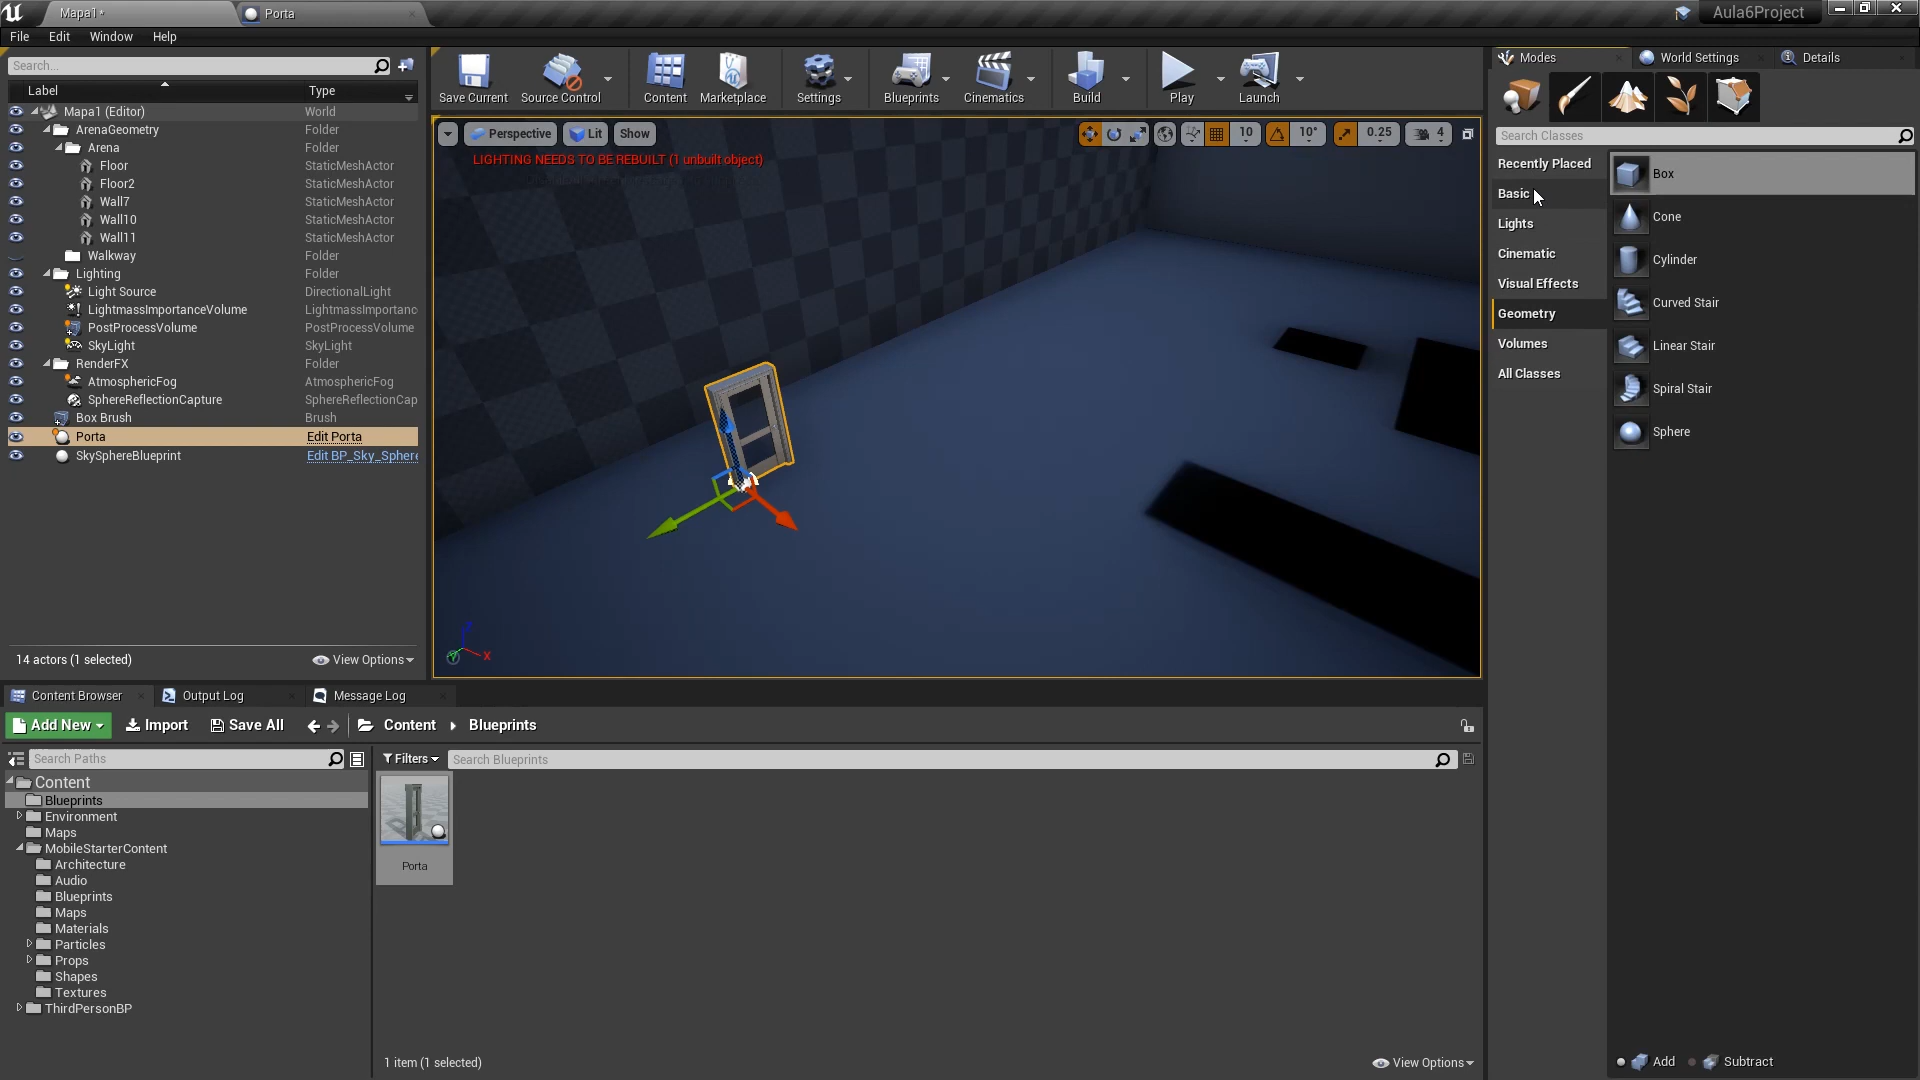 Mapa1*
Porta
Aula6Project
File
Edit
Window
Help
Search...
Label
Type
Mapa1 (Editor)
World
ArenaGeometry
Folder
Arena
Folder
Floor
StaticMeshActor
Floor2
StaticMeshActor
Wall7
StaticMeshActor
Wall10
StaticMeshActor
Wall11
StaticMeshActor
Walkway
Folder
Lighting
Folder
Light Source
DirectionalLight
LightmassImportanceVolume
LightmassImportanc
PostProcessVolume
PostProcessVolume
SkyLight
SkyLight
RenderFX
Folder
AtmosphericFog
AtmosphericFog
SphereReflectionCapture
SphereReflectionCap
Box Brush
Brush
Porta
Edit Porta
SkySphereBlueprint
Edit BP_Sky_Sphere
14 actors (1 selected)
View Options
Save Current
Source Control
Content
Marketplace
Settings
Blueprints
Cinematics
Build
Play
Launch
Perspective
Lit
Show
10
10°
0.25
4
LIGHTING NEEDS TO BE REBUILT (1 unbuilt object)
X
Modes
World Settings
Details
Search Classes
Recently Placed
Basic
Lights
Cinematic
Visual Effects
Geometry
Volumes
All Classes
Box
Cone
Cylinder
Curved Stair
Linear Stair
Spiral Stair
Sphere
Add
Subtract
Content Browser
Output Log
Message Log
Add New
Import
Save All
Content
Blueprints
Search Paths
Filters
Search Blueprints
Content
Blueprints
Environment
Maps
MobileStarterContent
Architecture
Audio
Blueprints
Maps
Materials
Particles
Props
Shapes
Textures
ThirdPersonBP
Porta
1 item (1 selected)
View Options